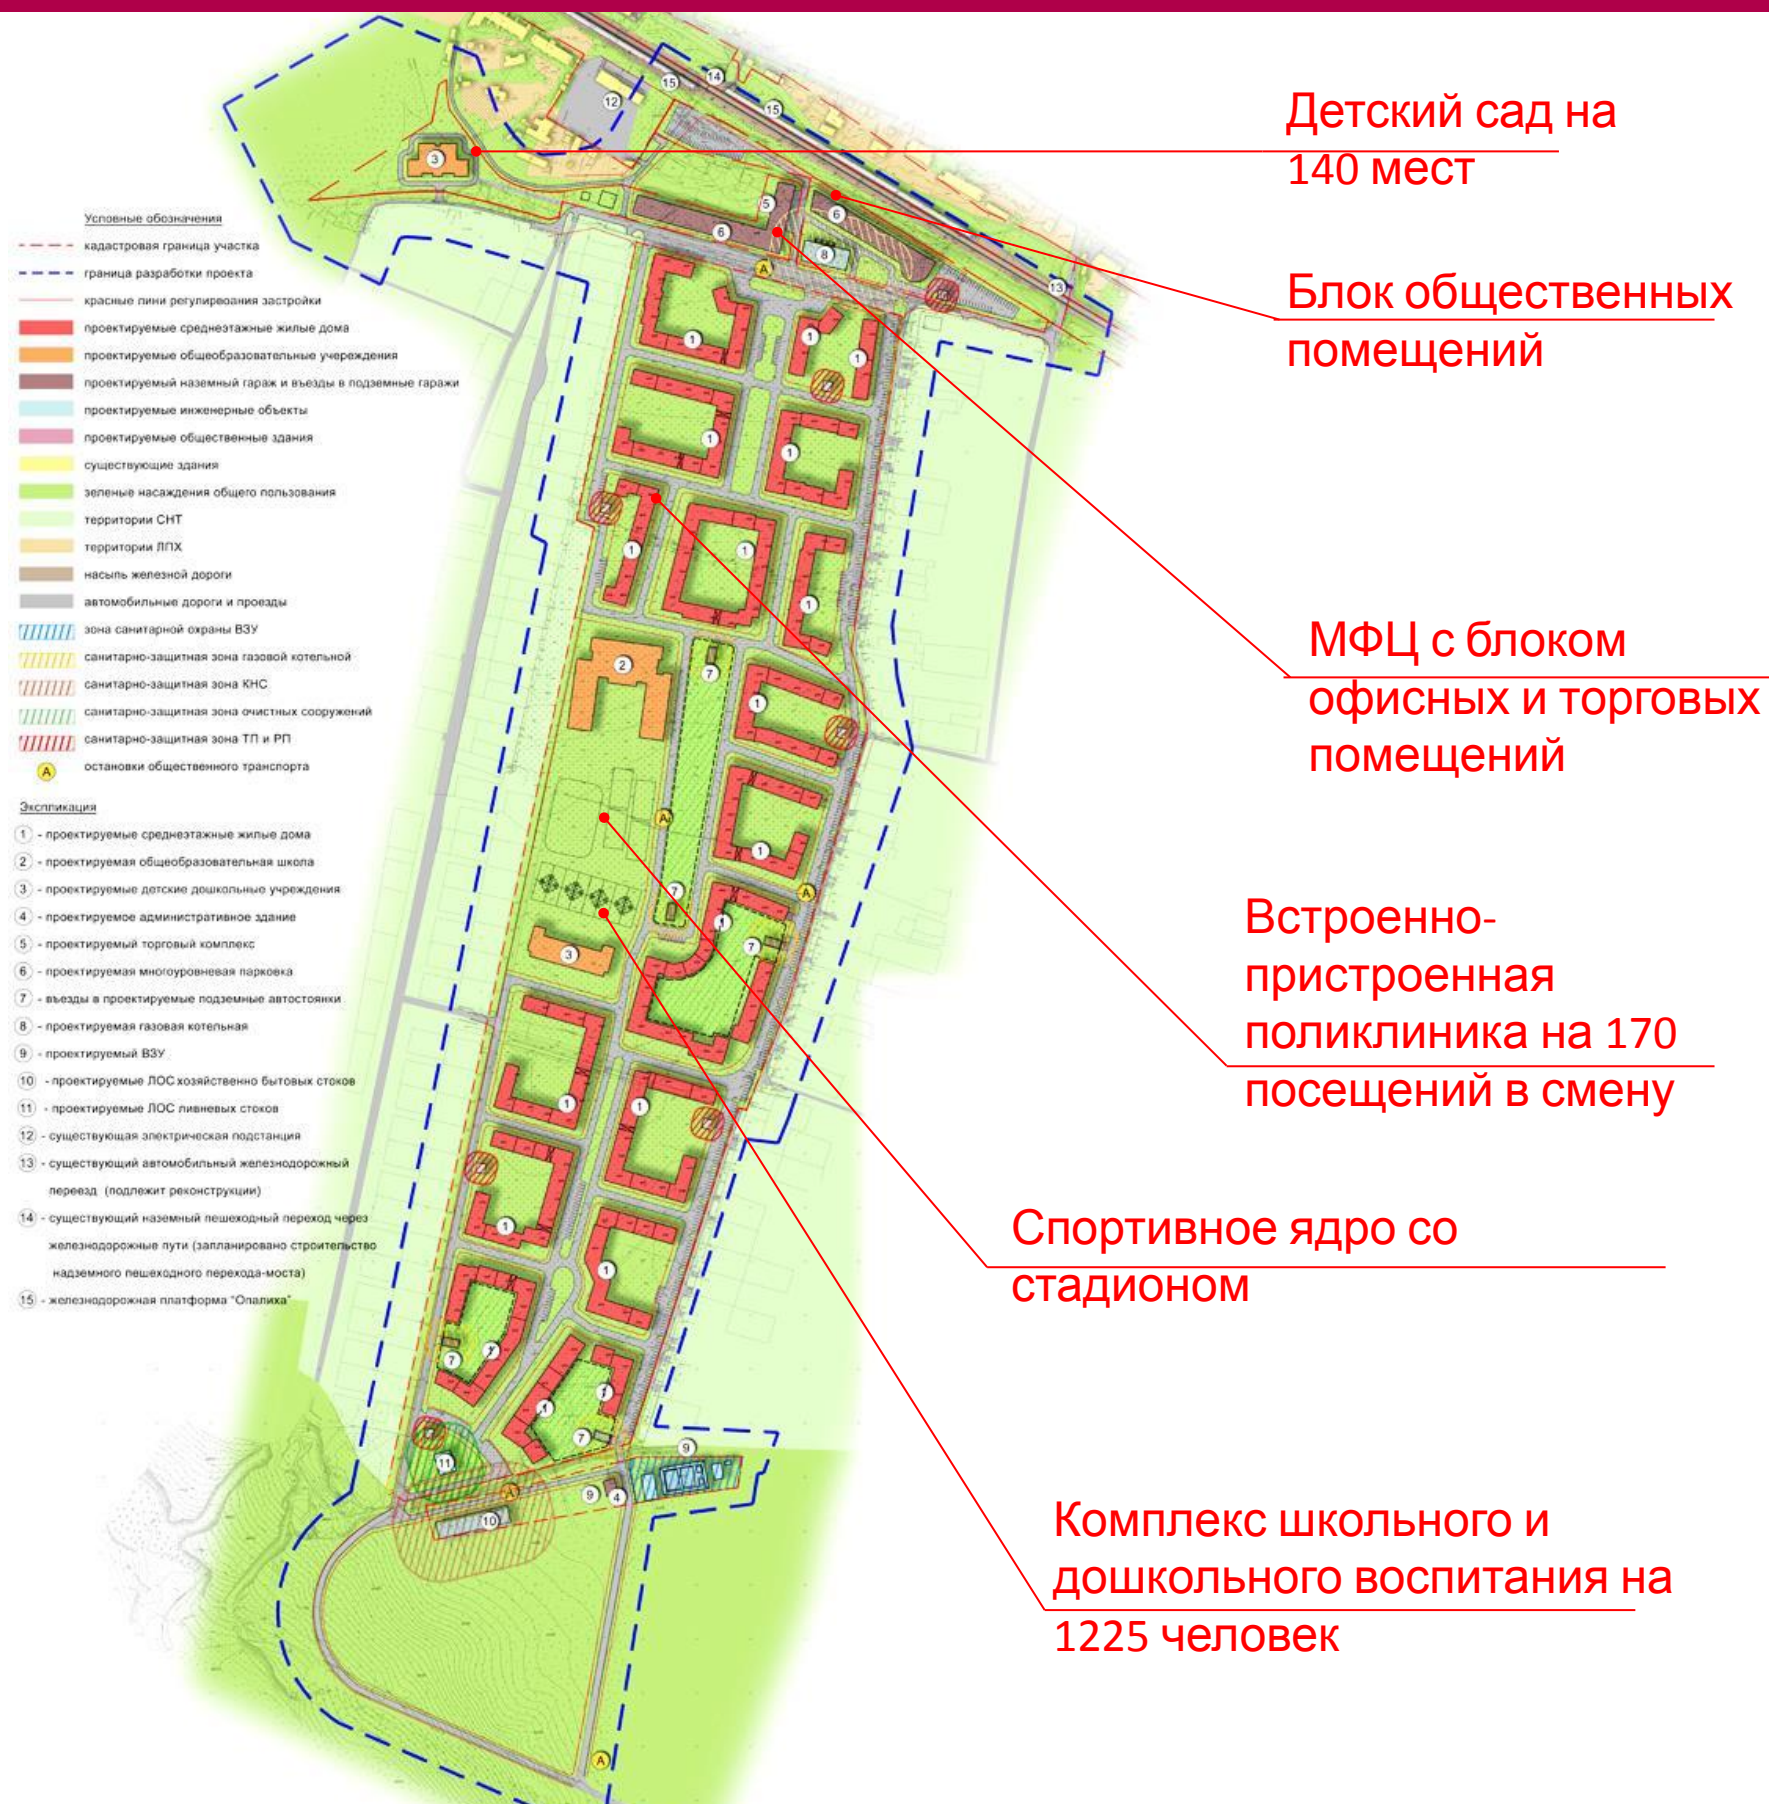 Детский сад на
140 мест
Блок общественных
помещений
МФЦ с блоком
офисных и торговых
помещений
Встроенно-
пристроенная
поликлиника на 170
посещений в смену
Спортивное ядро со
стадионом
Комплекс школьного и
дошкольного воспитания на
1225 человек
Условные обозначения
кадастровая граница участка
граница разработки проекта
красные лини регулиреоания застройки
проектируемые среднеэтажные жилые дома
проектируемые общеобразовательные учереждения
проектируемый наземный гараж и въезды в подземные гаражи
проектируемые инженерные объекты
проектируемые общественные здания
существующие здания
зеленые насаждения общего пользования
территории СНТ
территории ЛПХ
насыпь железной дороги
автомобильные дороги и проезды
зона санитарной охраны ВЗУ
санитарно-защитная зона газовой котельной
санитарно-защитная зона КНС
санитарно-защитная зона очистных сооружений
санитарно-защитная зона ТП и РП
А остановки общественного транспорта
Экспликация
1 - проектируемые среднеэтажные жилые дома
2 - проектируемая общеобразовательная школа
3 - проектируемые детские дошкольные учреждения
4 - проектируемое административное здание
5 - проектируемый торговый комплекс
6 - проектируемая многоуровневая парковка
7 - въезды в проектируемые подземные автостоянки
8 - проектируемая газовая котельная
9 - проектируемый ВЗУ
10 - проектируемые ЛОС хозяйственно бытовых стоков
11 - проектируемые ЛОС ливневых стоков
12 - существующая электрическая подстанция
13 - существующий автомобильный железнодорожный
переезд (подлежит реконструкции)
14 - существующий наземный пешеходный переход через
железнодорожные пути (запланировано строительство
надземного пешеходного перехода-моста)
15 - железнодорожная платформа "Опалиха"